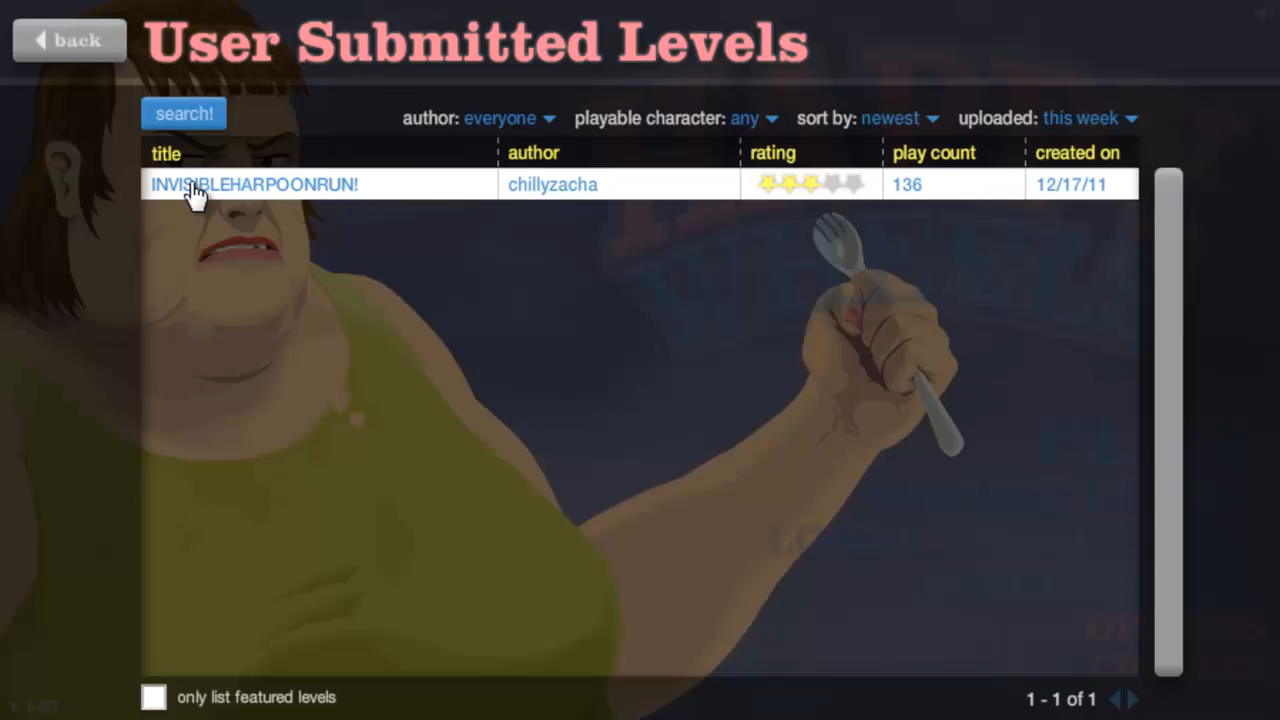 back
User Submitted Levels
search!
author: everyone playable character: any sort by: newest uploaded: this week
title author rating play count created on
INVISIBLEHARPOONRUN! chillyzacha 136 12/17/11
only list featured levels
1 - 1 of 1